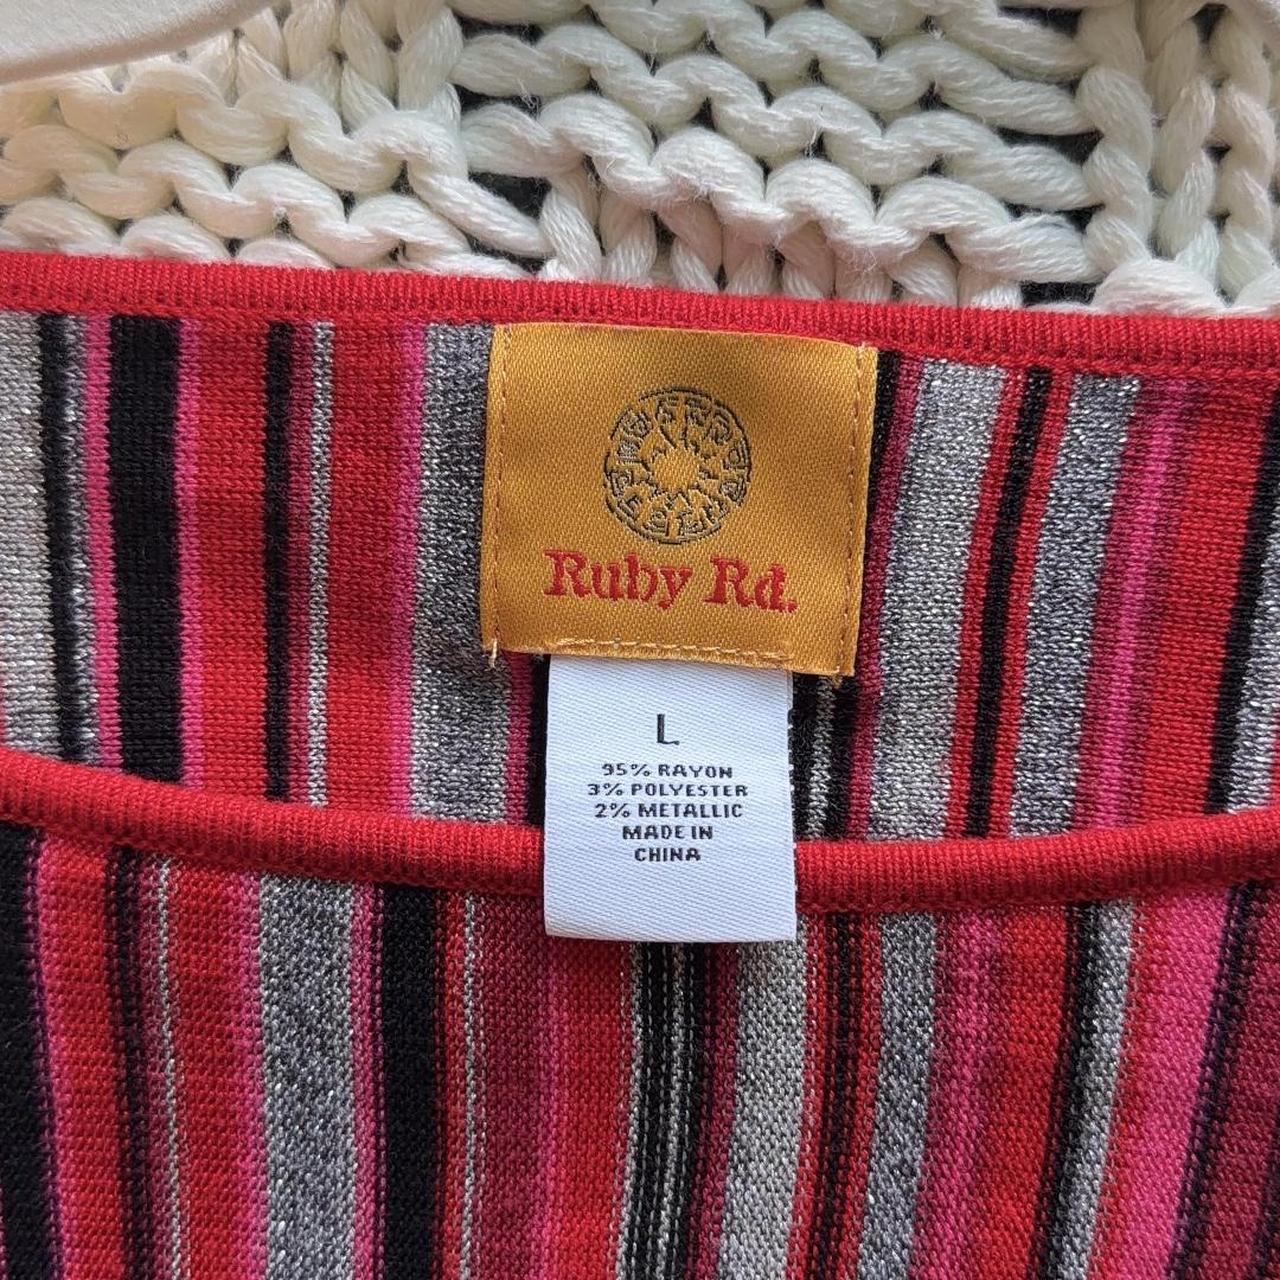 Ruby Rd.
L
95% RAYON
3% POLYESTER
2% METALLIC
MADE IN
CHINA